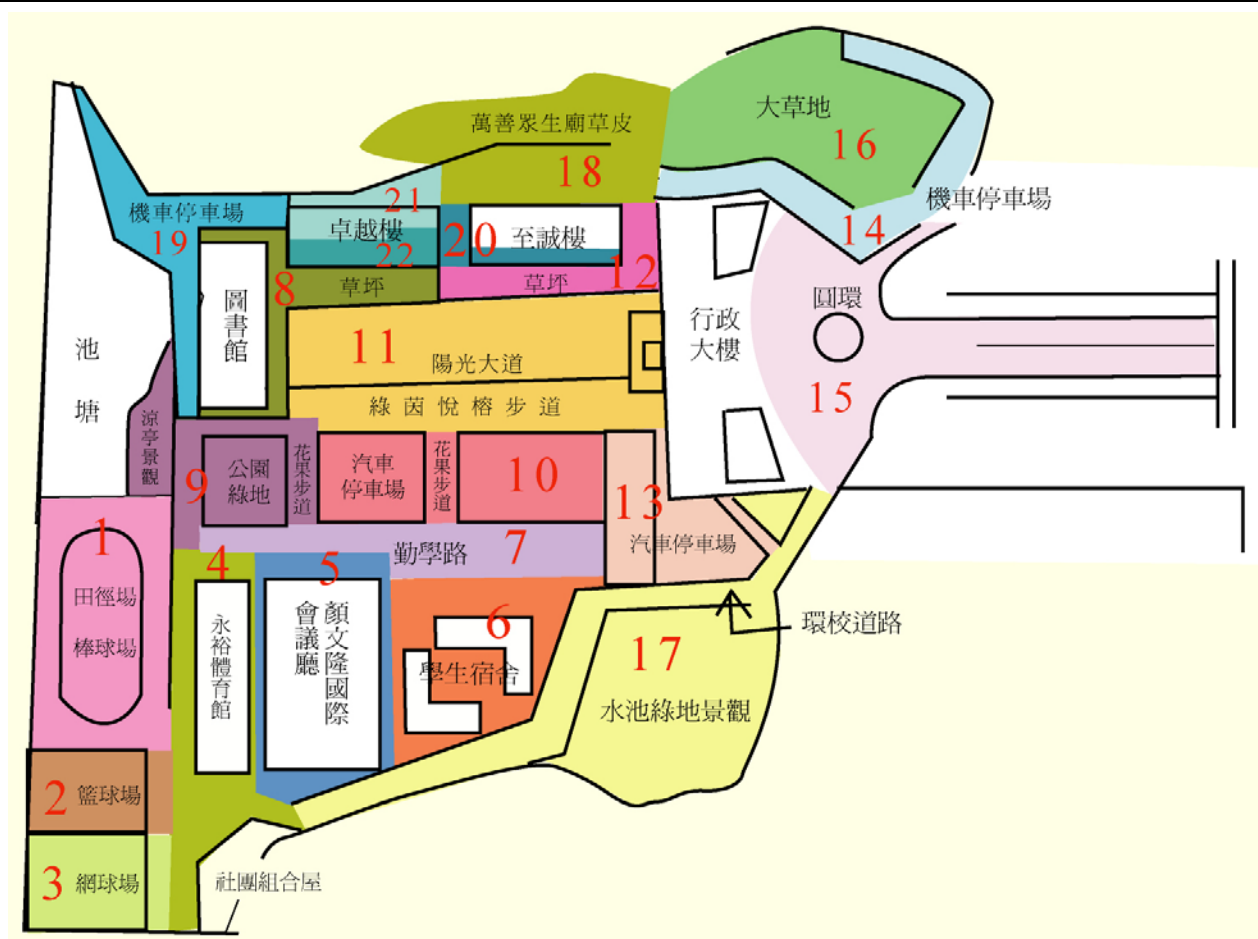 大草地
16
萬善眾生廟草皮
18
機車停車場
14
機車停車場
19
21
卓越樓
22
20
至誠樓
12
8
草坪
草坪
圖書館
池塘
11
陽光大道
行政
大樓
圓環
15
綠茵悅榕步道
涼亭景觀
9
公園
綠地
花果步道
汽車
停車場
花果步道
10
13
汽車停車場
1
田徑場
棒球場
4
5
勤學路
7
永裕體育館
顏文隆國際
會議廳
6
學生宿舍
17
水池綠地景觀
環校道路
2 籃球場
3 網球場
社團組合屋